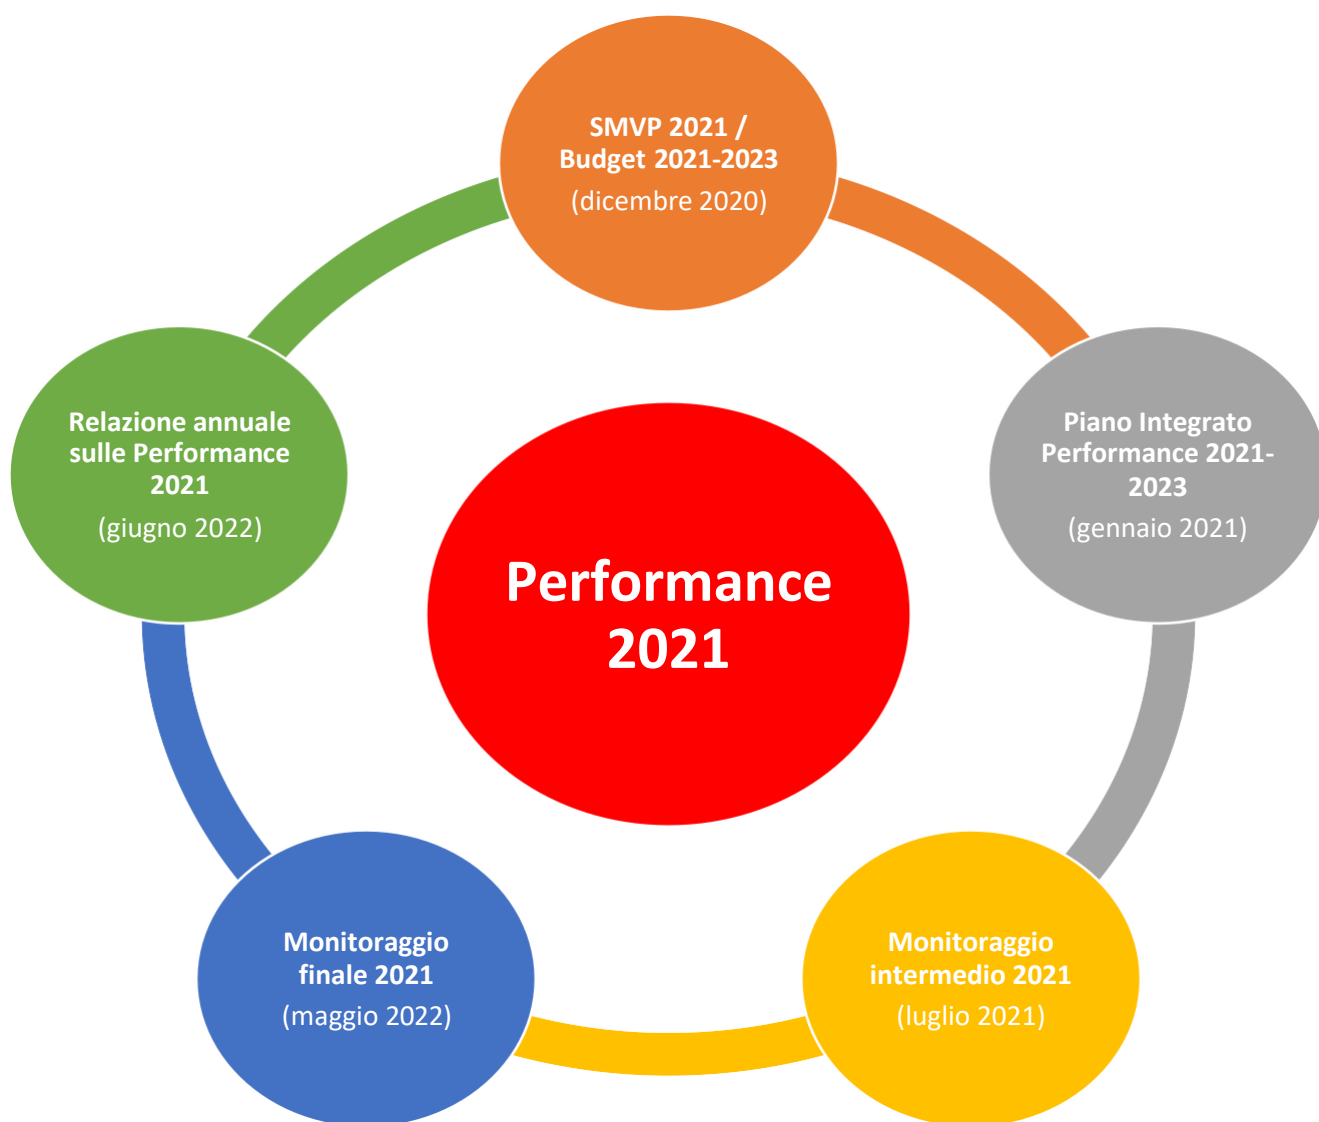 SMVP 2021 /
Budget 2021-2023
(dicembre 2020)
Piano Integrato
Performance 2021-
2023
(gennaio 2021)
Monitoraggio
intermedio 2021
(luglio 2021)
Monitoraggio
finale 2021
(maggio 2022)
Relazione annuale
sulle Performance
2021
(giugno 2022)
Performance
2021